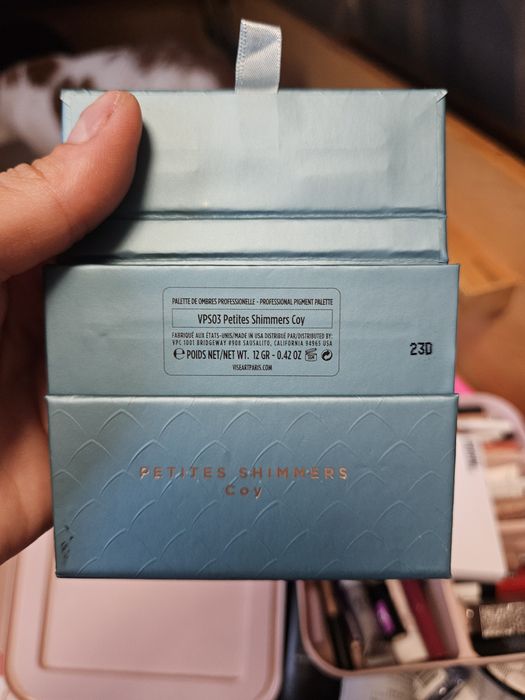 PALETTE DE OMBRES PROFESSIONELLE - PROFESSIONAL PIGMENT PALETTE
VPS03 Petites Shimmers Coy
FABRIQUÉ AUX ÉTATS-UNIS/MADE IN USA DISTRIBUÉ PAR/DISTRIBUTED BY:
VPC 1001 BRIDGEWAY #908 SAUSALITO, CALIFORNIA 94965 USA
℮ POIDS NET/NET WT. 12 GR - 0.42 OZ
VISEARTPARIS.COM
23D
PETITES SHIMMERS
Coy